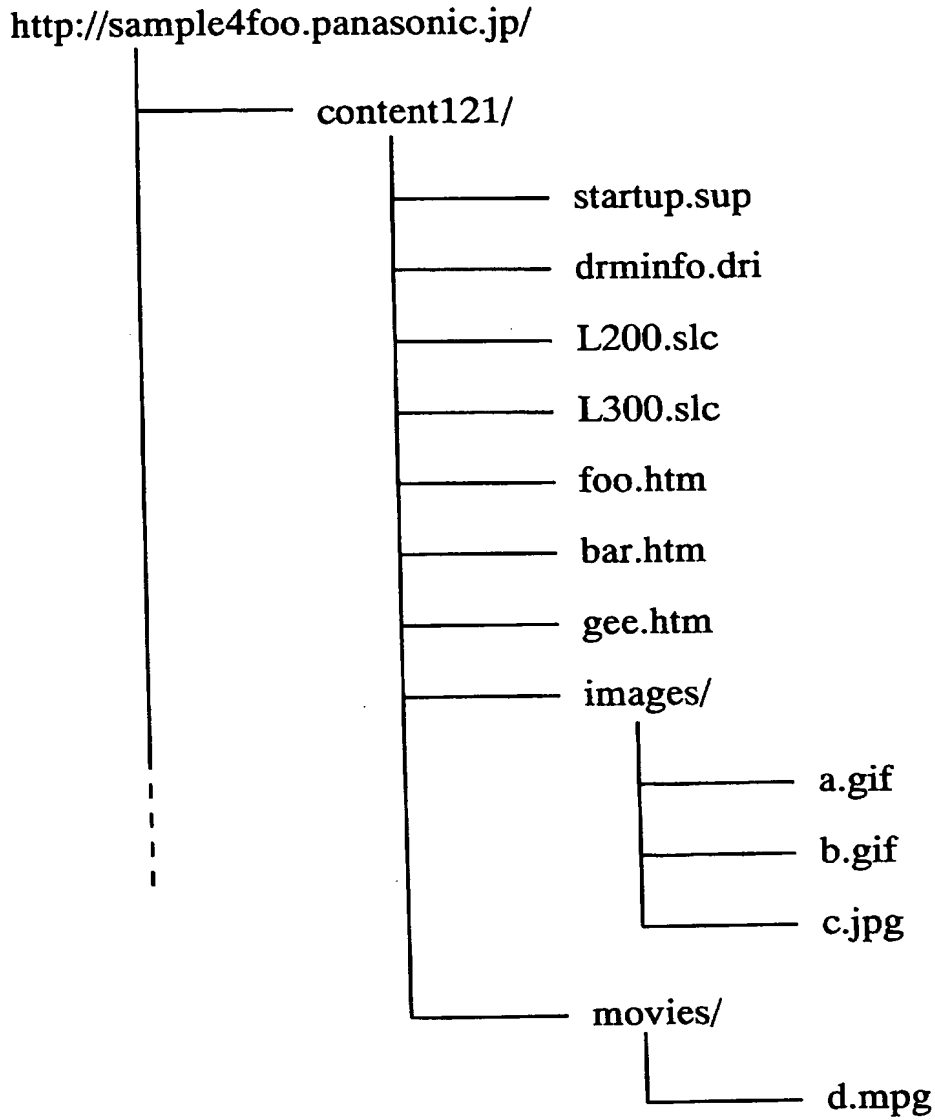 http://sample4foo.panasonic.jp/
content121/
startup.sup
drminfo.dri
L200.slc
L300.slc
foo.htm
bar.htm
gee.htm
images/
a.gif
b.gif
c.jpg
movies/
d.mpg